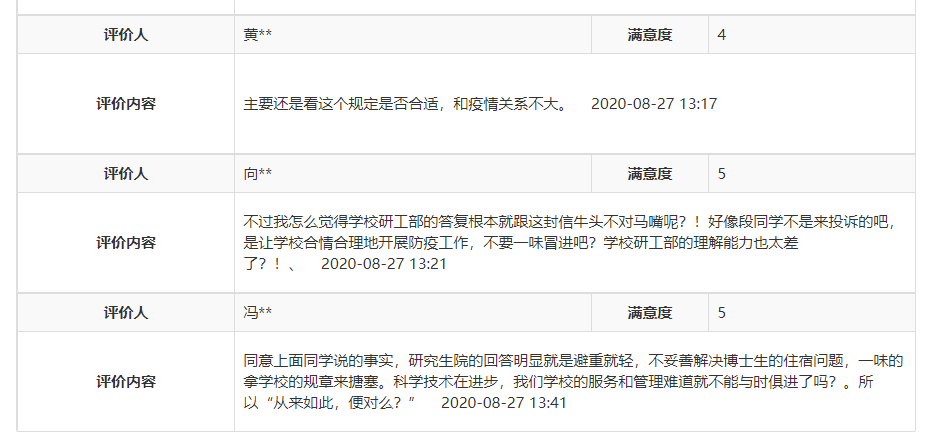 评价人 黄** 满意度 4
评价内容 主要还是看这个规定是否合适，和疫情关系不大。 2020-08-27 13:17
评价人 向** 满意度 5
不过我怎么觉得学校研工部的答复根本就跟这封信牛头不对马嘴呢？！好像段同学不是来投诉的吧，
评价内容 是让学校合情合理地开展防疫工作，不要一味冒进吧？学校研工部的理解能力也太差
了？！、 2020-08-27 13:21
评价人 冯** 满意度 5
同意上面同学说的事实，研究生院的回答明显就是避重就轻，不妥善解决博士生的住宿问题，一味的
评价内容 拿学校的规章来搪塞。科学技术在进步，我们学校的服务和管理难道就不能与时俱进了吗？。所
以“从来如此，便对么？” 2020-08-27 13:41